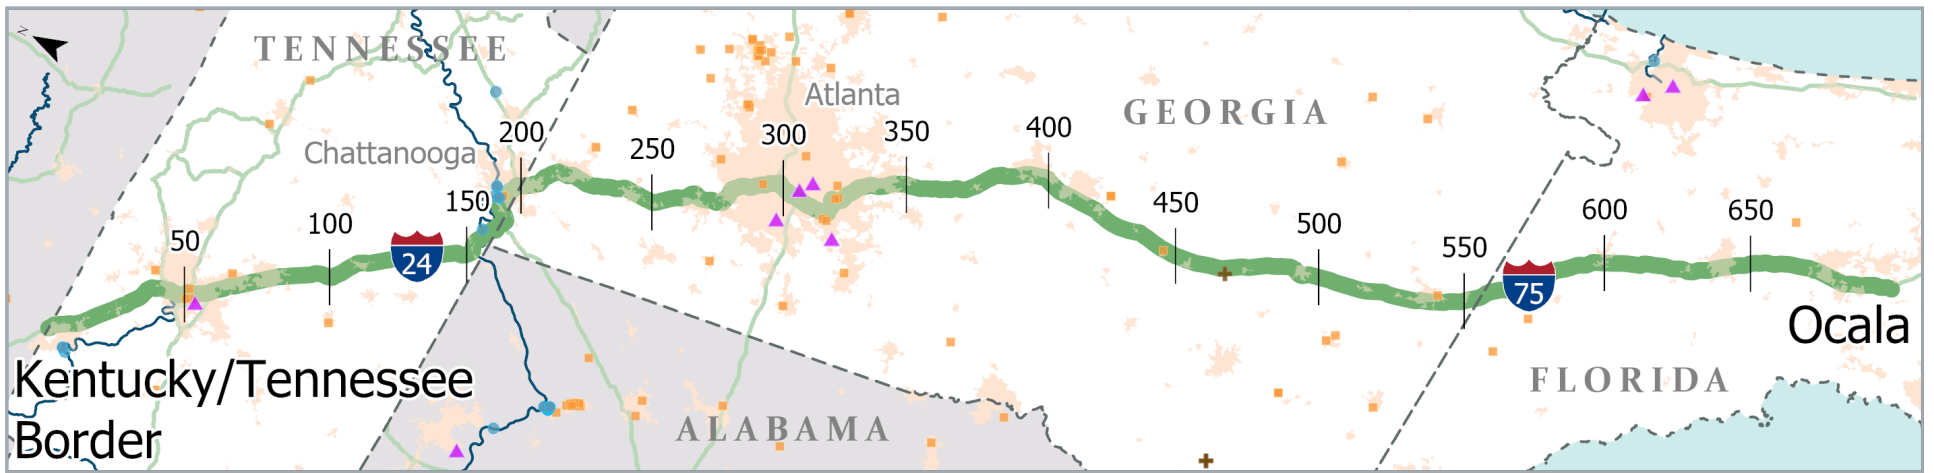 N
TENNESSEE
Atlanta
GEORGIA
Chattanooga
50
100
150
200
250
300
350
400
450
500
550
600
650
24
75
Ocala
Kentucky/Tennessee
Border
FLORIDA
ALABAMA